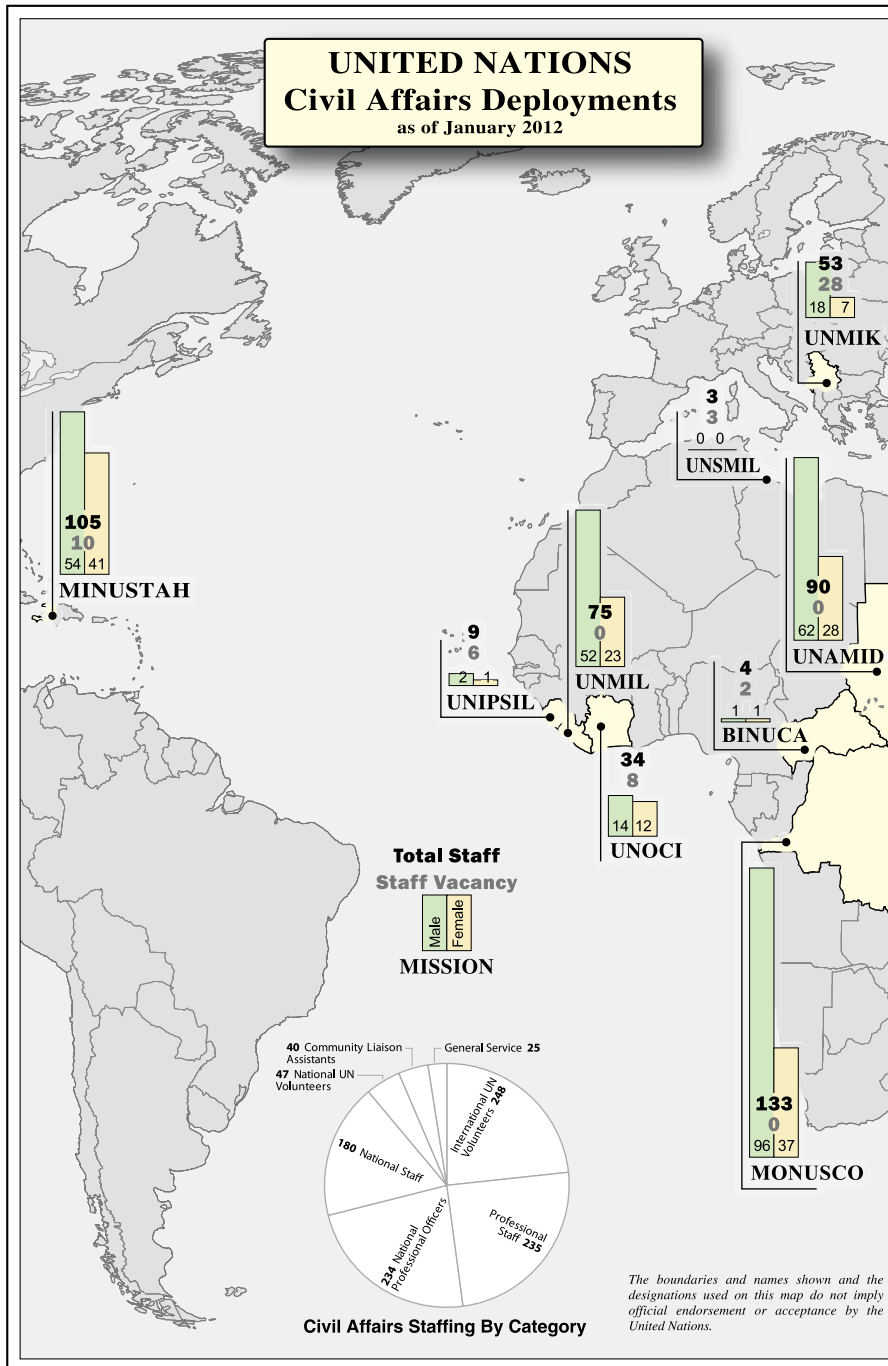 UNITED NATIONS
Civil Affairs Deployments
as of January 2012
53
28
18 7
UNMIK
3
3
0 0
UNSMIL
105
10
54 41
MINUSTAH
75
0
52 23
UNMIL
90
0
62 28
UNAMID
9
6
2 1
UNIPSIL
4
2
1 1
BINUCA
34
8
14 12
UNOCI
Total Staff
Staff Vacancy
Male Female
MISSION
133
0
96 37
MONUSCO
40 Community Liaison
Assistants
General Service 25
47 National UN
Volunteers
International UN
Volunteers 248
180 National Staff
Professional
Staff 235
234 National
Professional Officers
Civil Affairs Staffing By Category
The boundaries and names shown and the
designations used on this map do not imply
official endorsement or acceptance by the
United Nations.